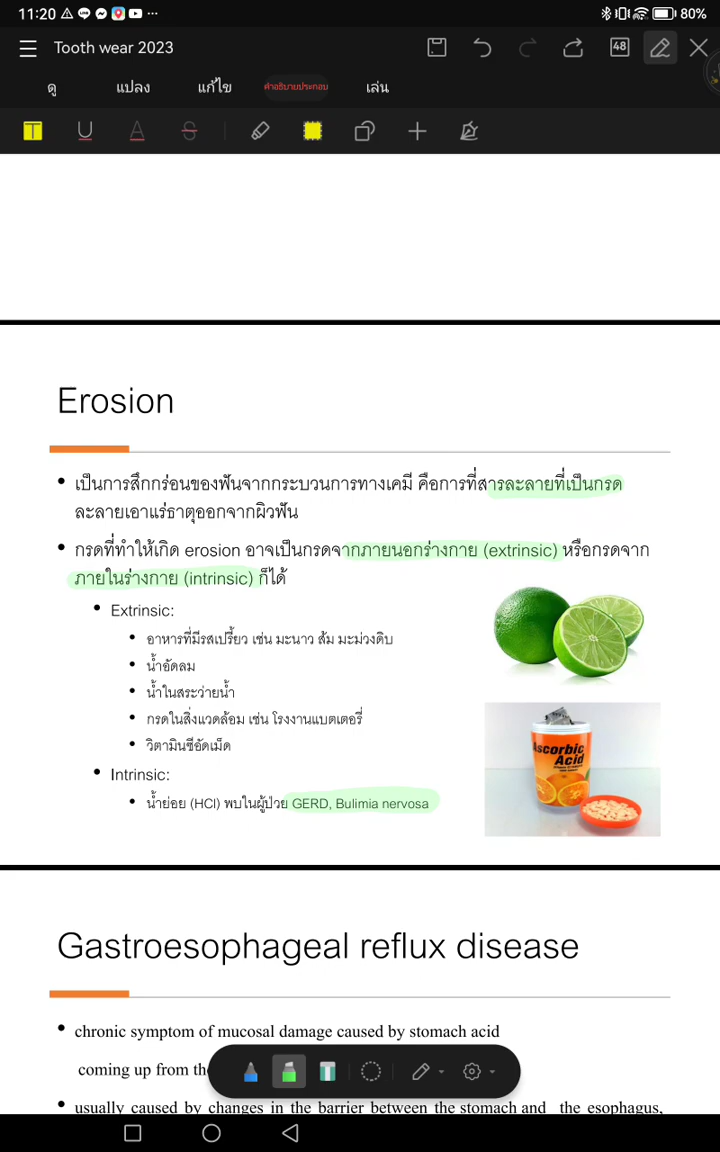 11:20
80%
Tooth wear 2023
48
ดู แปลง แก้ไข คำอธิบายประกอบ เล่น
T U A S
Erosion
• เป็นการสึกกร่อนของฟันจากกระบวนการทางเคมี คือการที่สารละลายที่เป็นกรด
ละลายเอาแร่ธาตุออกจากผิวฟัน
• กรดที่ทำให้เกิด erosion อาจเป็นกรดจากภายนอกร่างกาย (extrinsic) หรือกรดจาก
ภายในร่างกาย (intrinsic) ก็ได้
• Extrinsic:
• อาหารที่มีรสเปรี้ยว เช่น มะนาว ส้ม มะม่วงดิบ
• น้ำอัดลม
• น้ำในสระว่ายน้ำ
• กรดในสิ่งแวดล้อม เช่น โรงงานแบตเตอรี่
• วิตามินซีอัดเม็ด
Ascorbic
Acid
• Intrinsic:
• น้ำย่อย (HCl) พบในผู้ป่วย GERD, Bulimia nervosa
Gastroesophageal reflux disease
• chronic symptom of mucosal damage caused by stomach acid
coming up from the
• usually caused by changes in the barrier between the stomach and the esophagus,